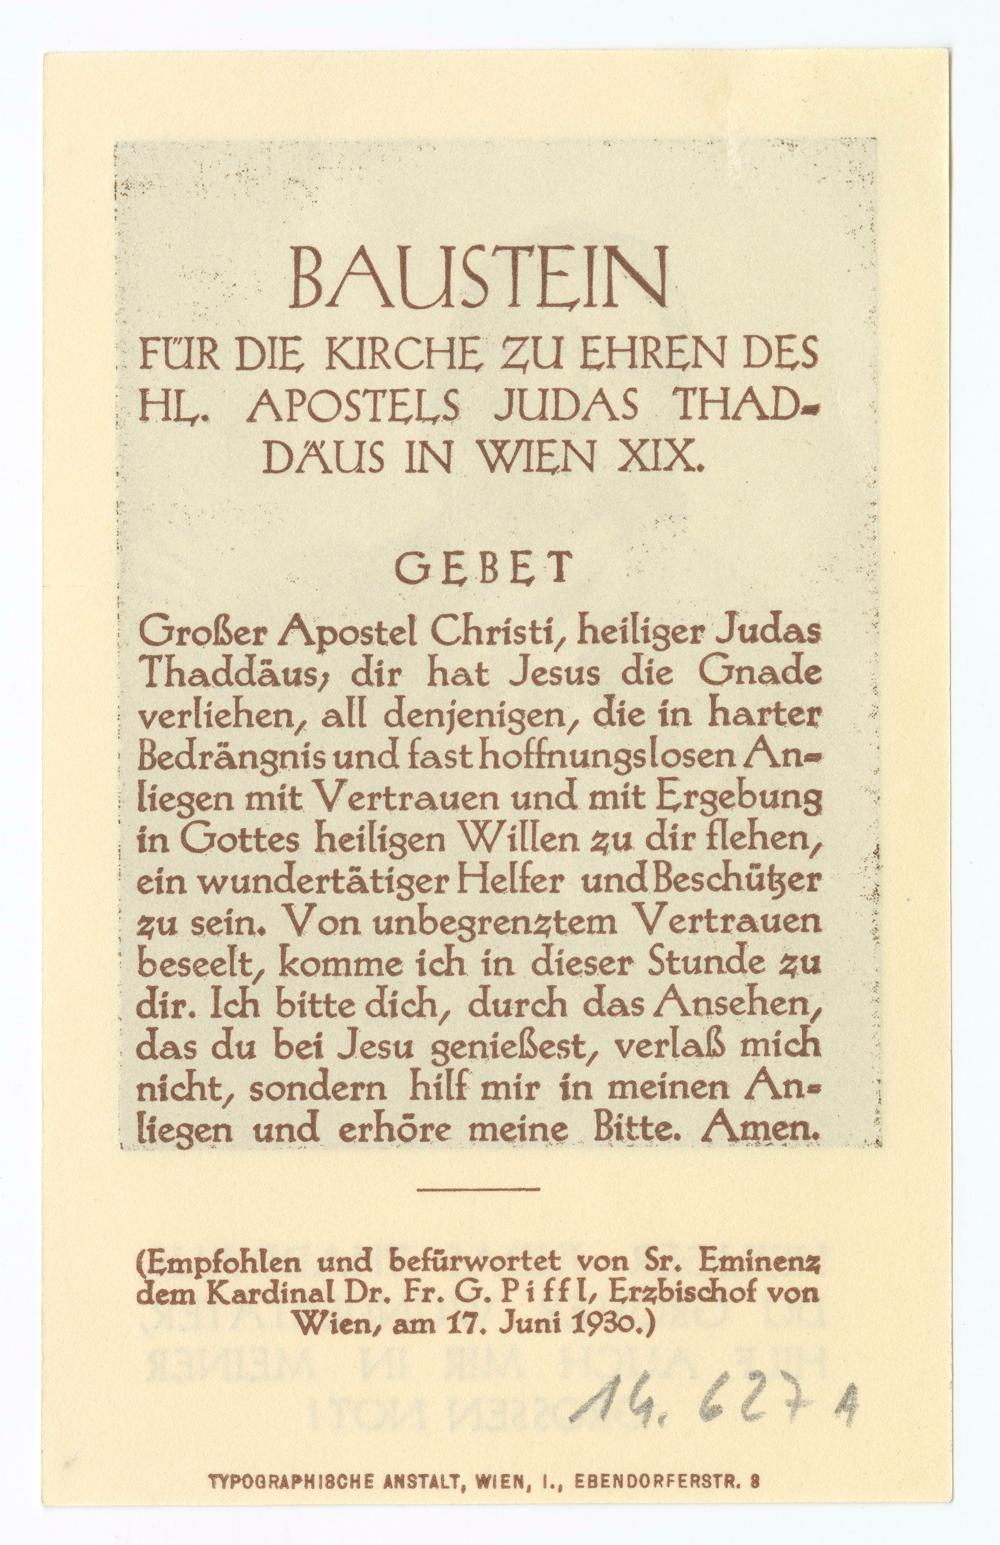 BAUSTEIN
FÜR DIE KIRCHE ZU EHREN DES
HL. APOSTELS JUDAS THAD-
DÄUS IN WIEN XIX.
GEBET
Großer Apostel Christi, heiliger Judas
Thaddäus, dir hat Jesus die Gnade
verliehen, all denjenigen, die in harter
Bedrängnis und fast hoffnungslosen An-
liegen mit Vertrauen und mit Ergebung
in Gottes heiligen Willen zu dir flehen,
ein wundertätiger Helfer und Beschützer
zu sein. Von unbegrenztem Vertrauen
beseelt, komme ich in dieser Stunde zu
dir. Ich bitte dich, durch das Ansehen,
das du bei Jesu genießest, verlaß mich
nicht, sondern hilf mir in meinen An-
liegen und erhöre meine Bitte. Amen.
(Empfohlen und befürwortet von Sr. Eminenz
dem Kardinal Dr. Fr. G. Piffl, Erzbischof von
Wien, am 17. Juni 1930.)
14. 627 A
TYPOGRAPHISCHE ANSTALT, WIEN, I., EBENDORFERSTR. 8